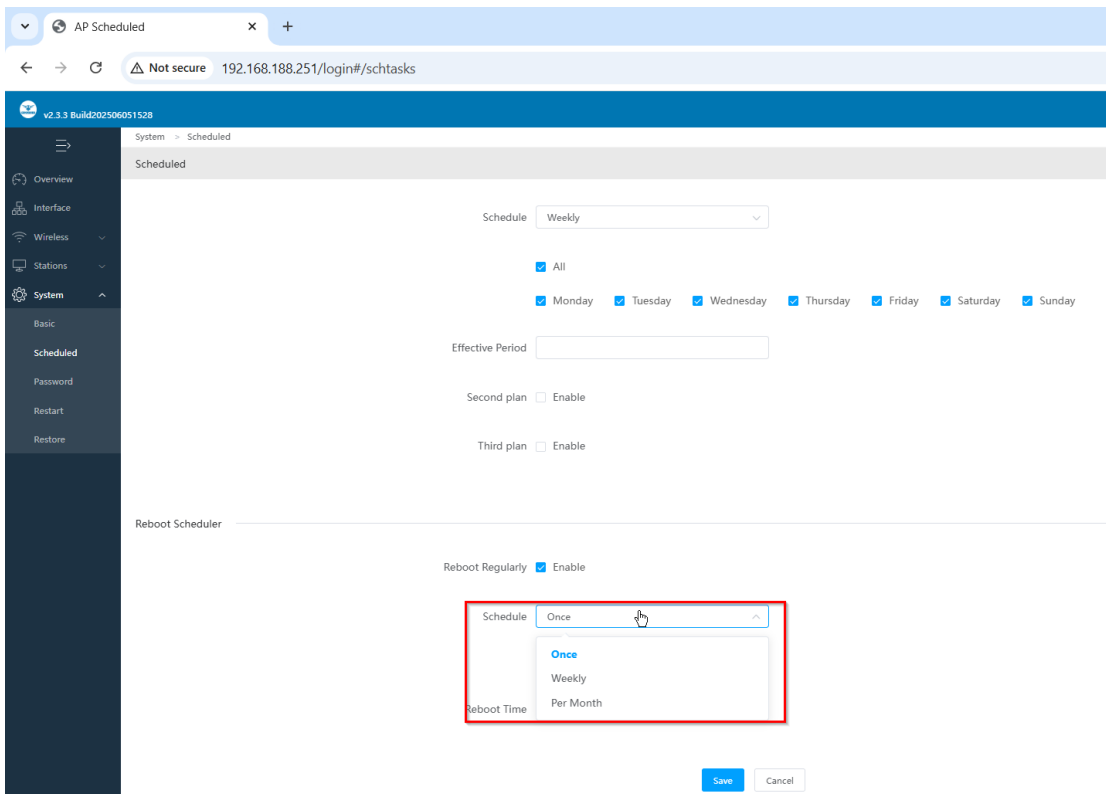 AP Scheduled
Not secure 192.168.188.251/login#/schtasks
v2.3.3 Build202506051528
System > Scheduled
Scheduled
Overview
Interface
Wireless
Stations
System
Basic
Scheduled
Password
Restart
Restore
Schedule Weekly
All
Monday Tuesday Wednesday Thursday Friday Saturday Sunday
Effective Period
Second plan Enable
Third plan Enable
Reboot Scheduler
Reboot Regularly Enable
Schedule Once
Once
Weekly
Per Month
Reboot Time
Save Cancel